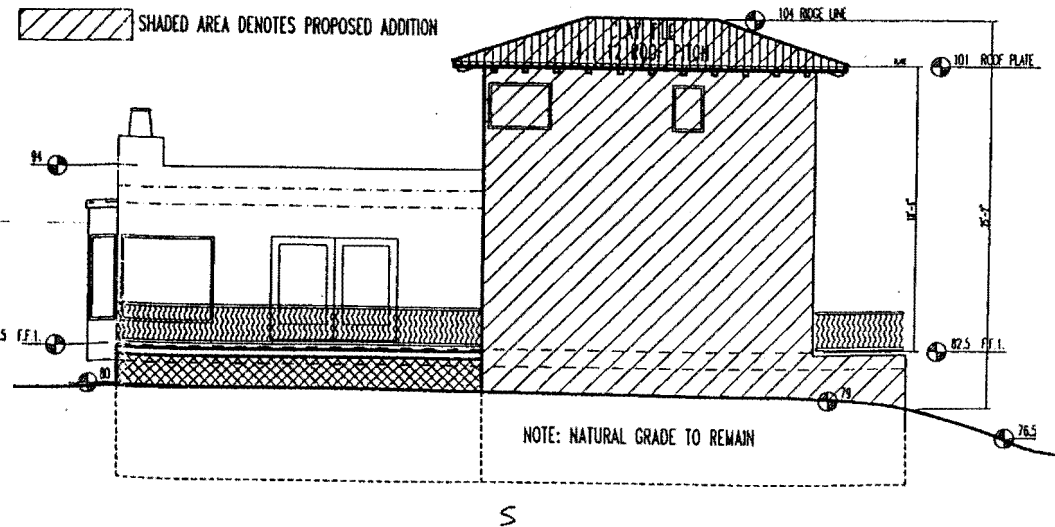 SHADED AREA DENOTES PROPOSED ADDITION
104 RIDGE LINE
CLAY TILE
4:12 ROOF PITCH
101 ROOF PLATE
94
F.F.1.
82.5 F.F.1.
80
79
76.5
NOTE: NATURAL GRADE TO REMAIN
S